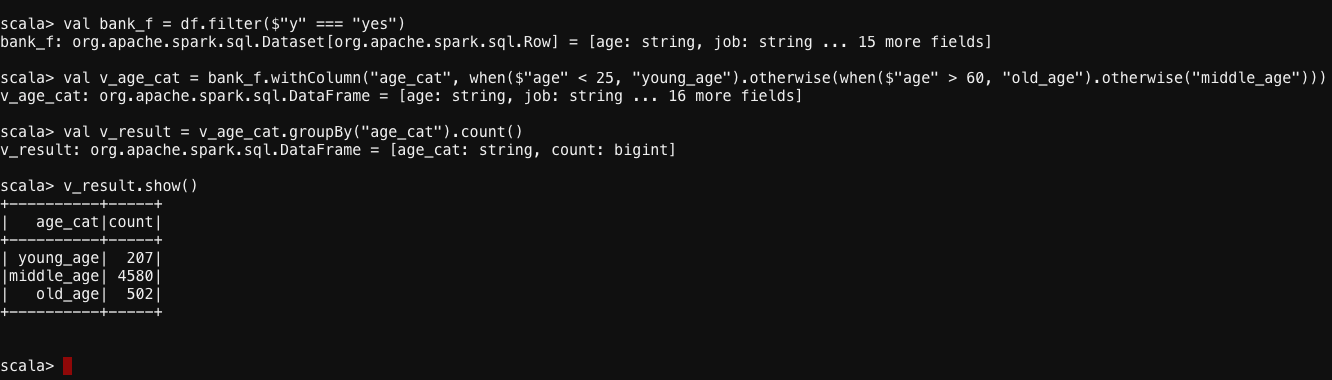 scala> val bank_f = df.filter($"y" === "yes")
bank_f: org.apache.spark.sql.Dataset[org.apache.spark.sql.Row] = [age: string, job: string ... 15 more fields]
scala> val v_age_cat = bank_f.withColumn("age_cat", when($"age" < 25, "young_age").otherwise(when($"age" > 60, "old_age").otherwise("middle_age")))
v_age_cat: org.apache.spark.sql.DataFrame = [age: string, job: string ... 16 more fields]
scala> val v_result = v_age_cat.groupBy("age_cat").count()
v_result: org.apache.spark.sql.DataFrame = [age_cat: string, count: bigint]
scala> v_result.show()
+----------+-----+
|   age_cat|count|
+----------+-----+
| young_age|  207|
|middle_age| 4580|
|   old_age|  502|
+----------+-----+
scala>